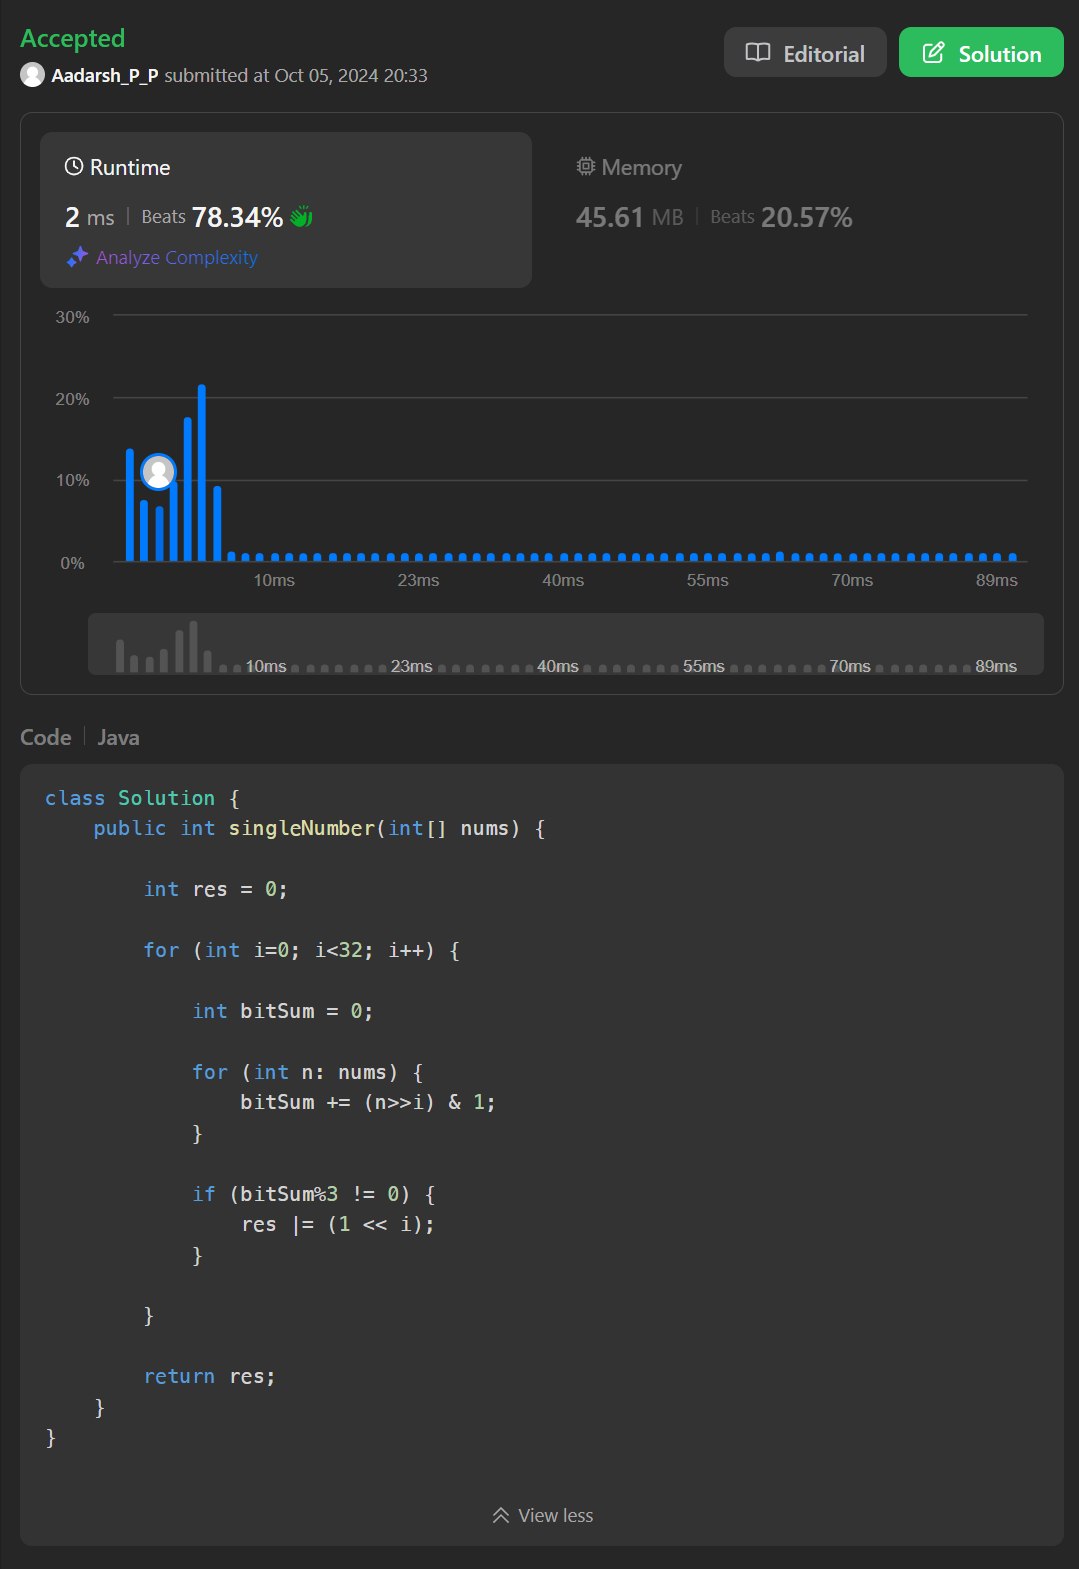 Accepted
Aadarsh_P_P submitted at Oct 05, 2024 20:33
Editorial
Solution
Runtime
2 ms | Beats 78.34%
Analyze Complexity
Memory
45.61 MB | Beats 20.57%
30%
20%
10%
0%
10ms 23ms 40ms 55ms 70ms 89ms
10ms 23ms 40ms 55ms 70ms 89ms
Code | Java
class Solution {
    public int singleNumber(int[] nums) {
        int res = 0;
        for (int i=0; i<32; i++) {
            int bitSum = 0;
            for (int n: nums) {
                bitSum += (n>>i) & 1;
            }
            if (bitSum%3 != 0) {
                res |= (1 << i);
            }
        }
        return res;
    }
}
View less